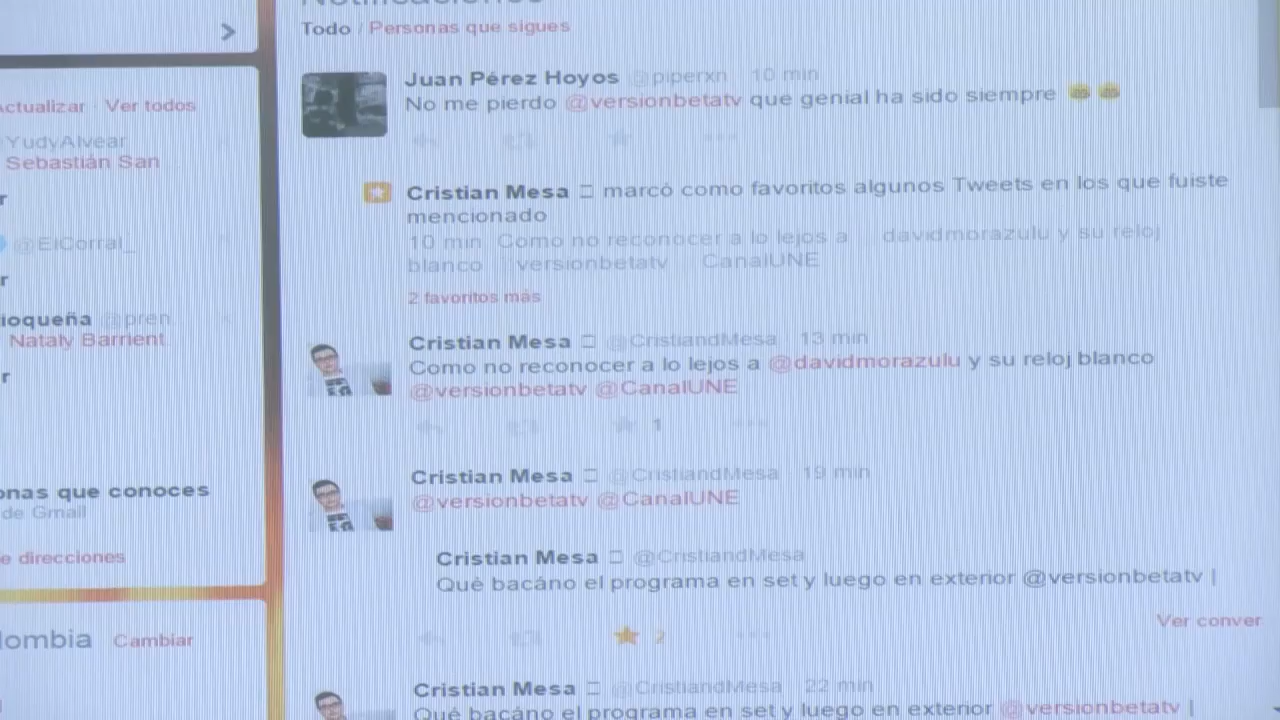 Notificaciones
Todo / Personas que sigues
Juan Pérez Hoyos @piperxn · 10 min
No me pierdo @versionbetatv que genial ha sido siempre
Cristian Mesa marcó como favoritos algunos Tweets en los que fuiste
mencionado
10 min Como no reconocer a lo lejos a davidmorazulu y su reloj
blanco versionbetatv CanalUNE
2 favoritos más
Cristian Mesa @CristiandMesa · 13 min
Como no reconocer a lo lejos a @davidmorazulu y su reloj blanco
@versionbetatv @CanalUNE
1
Cristian Mesa @CristiandMesa · 19 min
@versionbetatv @CanalUNE
Cristian Mesa @CristiandMesa
Qué bacáno el programa en set y luego en exterior @versionbetatv |
Ver conver
2
Cristian Mesa @CristiandMesa · 22 min
Qué bacáno el programa en set y luego en exterior @versionbetatv |
Actualizar · Ver todos
YudyAlvear
Sebastián San
r
@ElCorral_
r
ioqueña @pren
Nataly Barrient
r
onas que conoces
de Gmail
e direcciones
lombia Cambiar